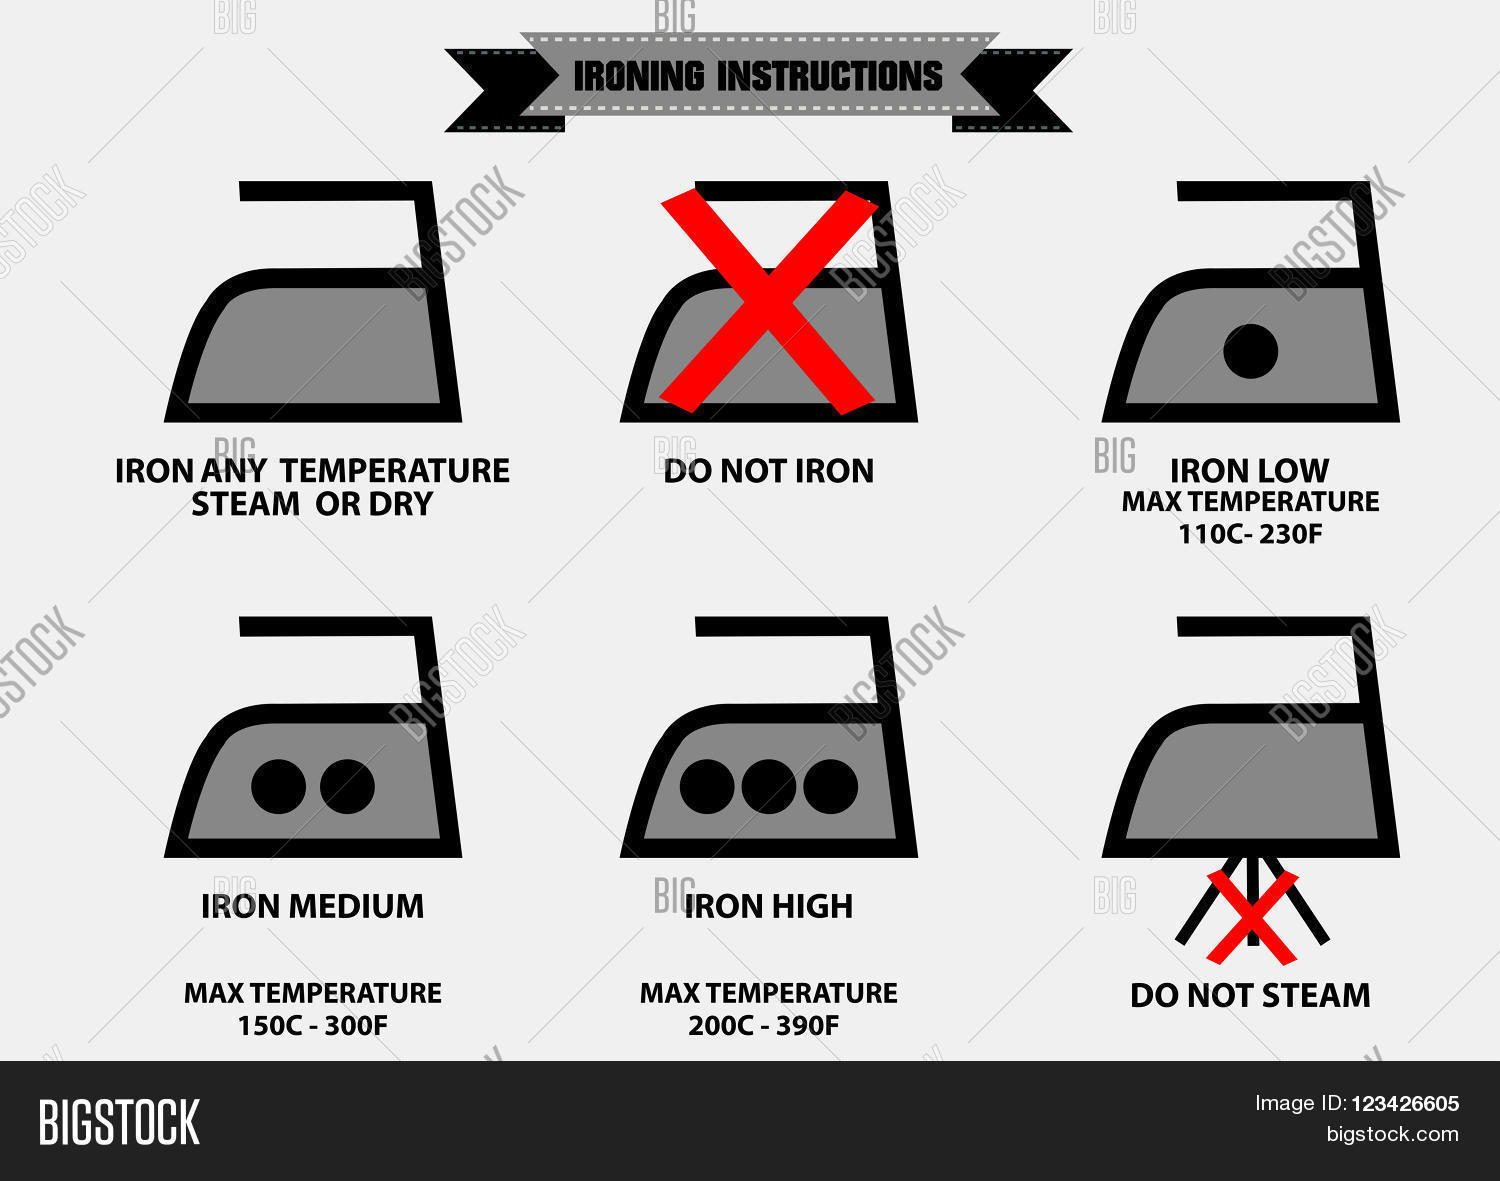 IRONING INSTRUCTIONS
IRON ANY TEMPERATURE
STEAM OR DRY
DO NOT IRON
IRON LOW
MAX TEMPERATURE
110C- 230F
IRON MEDIUM
MAX TEMPERATURE
150C - 300F
IRON HIGH
MAX TEMPERATURE
200C - 390F
DO NOT STEAM
BIGSTOCK
Image ID: 123426605
bigstock.com